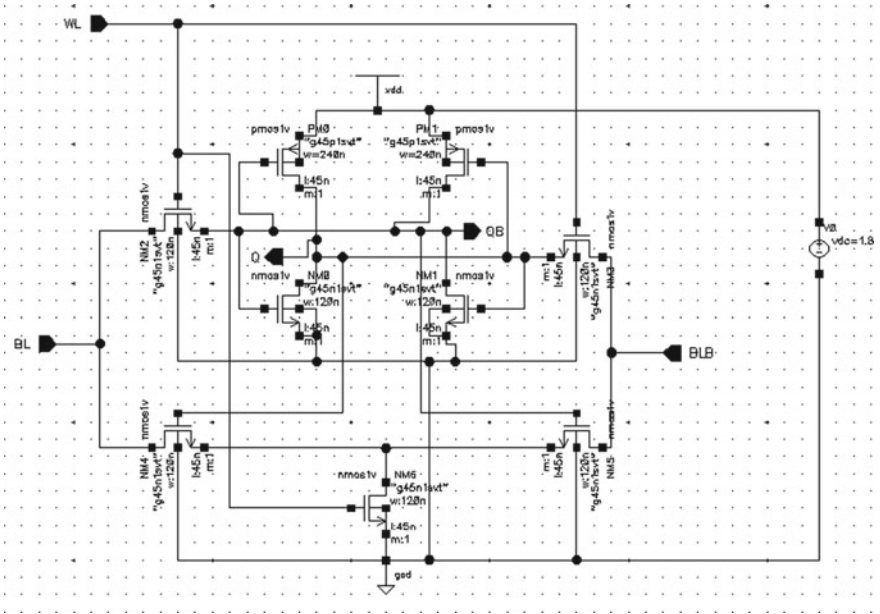 WL
vdd
pmos1v
PM0
"g45p1svt"
w=240n
l:45n
m:1
PM1
pmos1v
"g45p1svt"
w=240n
l:45n
m:1
nmos1v
NM2
"g45n1svt"
w:120n
l:45n
m:1
QB
Q
nmos1v
NM0
"g45n1svt"
w:120n
l:45n
m:1
NM1
nmos1v
"g45n1svt"
w:120n
l:45n
m:1
nmos1v
m:1
l:45n
w:120n
"g45n1svt"
NM3
V0
vdc=1.8
BL
BLB
nmos1v
NM4
"g45n1svt"
w:120n
l:45n
m:1
nmos1v
NM6
"g45n1svt"
w:120n
l:45n
m:1
nmos1v
m:1
l:45n
w:120n
"g45n1svt"
NM5
gnd